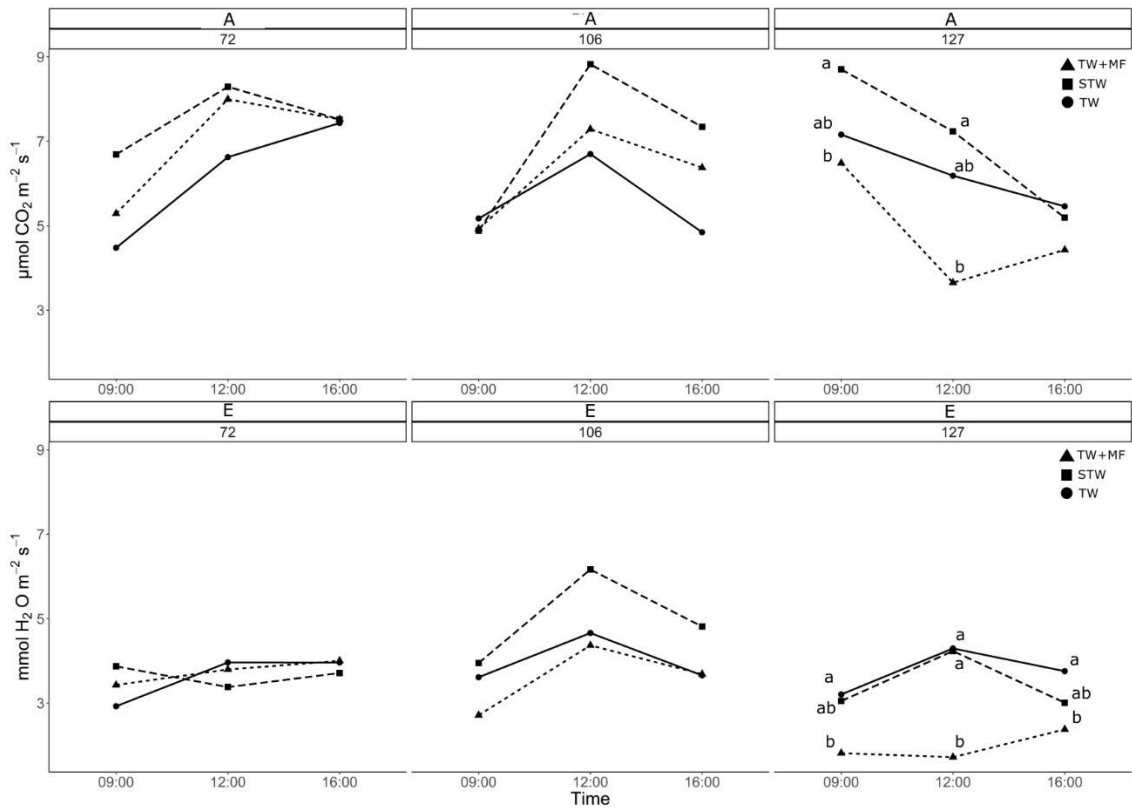 A A A
72 106 127
9
7
5
3
µmol CO₂ m⁻² s⁻¹
TW+MF
STW
TW
a
a
ab
ab
b
b
09:00 12:00 16:00 09:00 12:00 16:00 09:00 12:00 16:00
E E E
72 106 127
9
7
5
3
mmol H₂ O m⁻² s⁻¹
TW+MF
STW
TW
a
a
a
a
ab
ab
b
b
b
09:00 12:00 16:00 09:00 12:00 16:00 09:00 12:00 16:00
Time